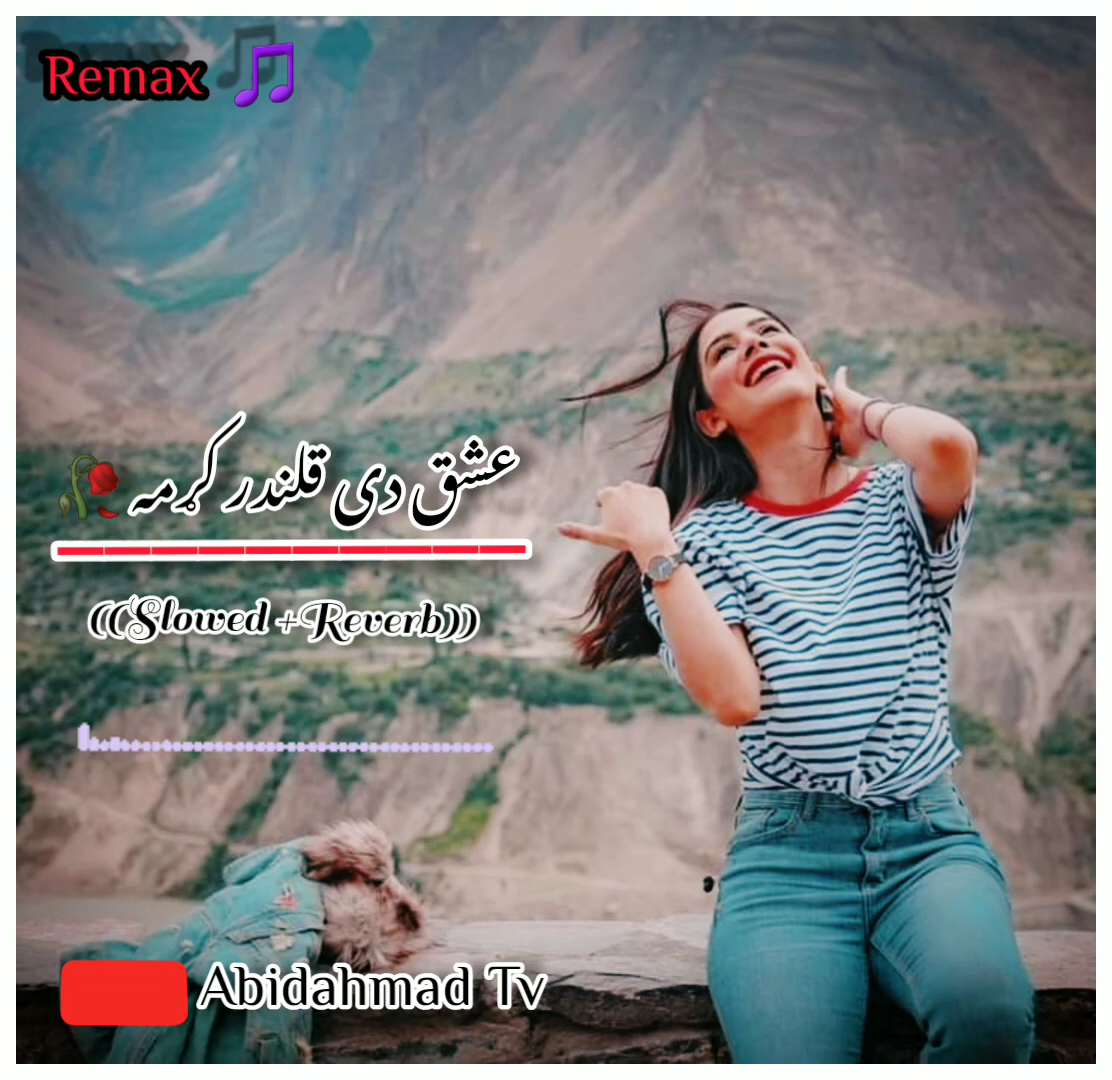 Remax
عشق دی قلندر کړمه
((Slowed + Reverb))
Abidahmad Tv